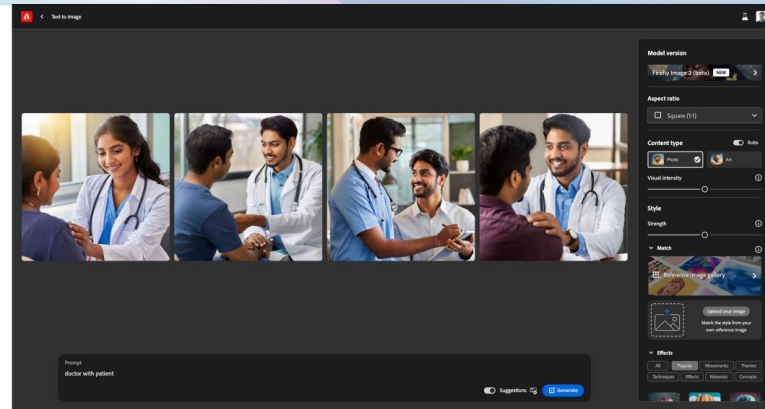 Text to image
Model version
Firefly Image 2 (beta) NEW
Aspect ratio
Square (1:1)
Content type
Auto
Photo
Art
Visual intensity
Style
Strength
Match
Reference image gallery
Upload your image
Match the style from your
own reference image
Effects
All Popular Movements Themes
Techniques Effects Materials Concepts
Prompt
doctor with patient
Suggestions
Generate